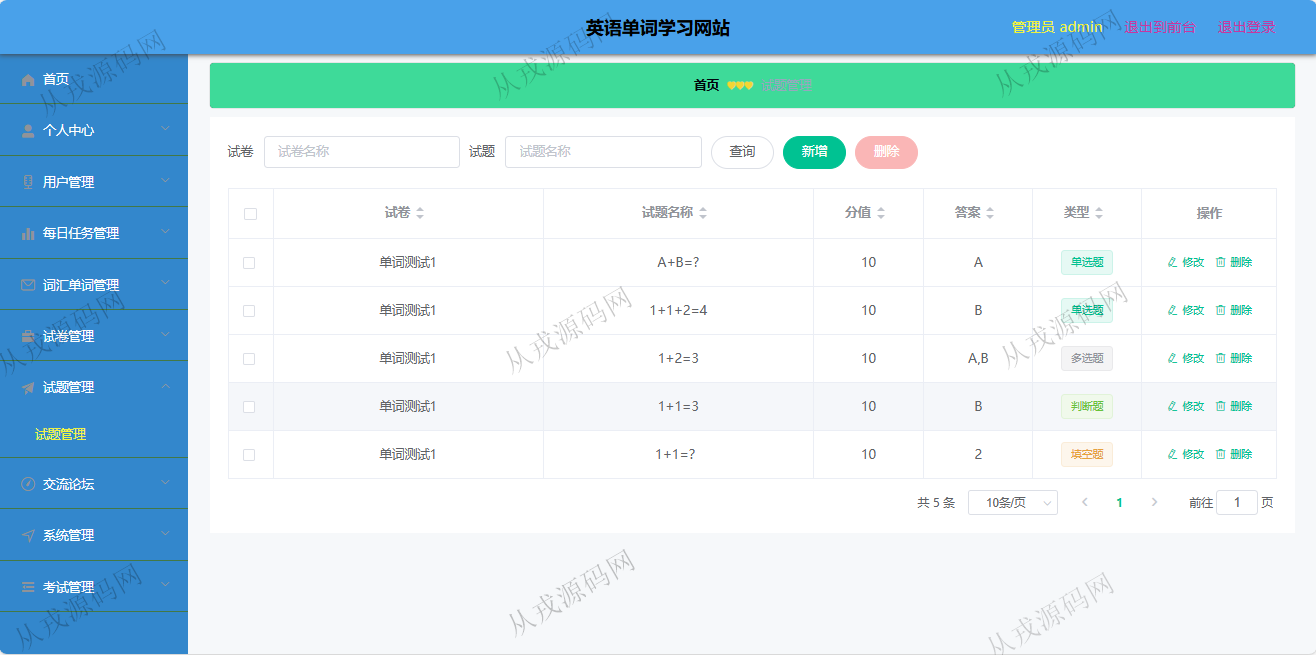 英语单词学习网站
管理员 admin 退出到前台 退出登录
首页
个人中心
用户管理
每日任务管理
词汇单词管理
试卷管理
试题管理
试题管理
交流论坛
系统管理
考试管理
首页 试题管理
试卷 试卷名称 试题 试题名称 查询 新增 删除
试卷 试题名称 分值 答案 类型 操作
单词测试1 A+B=? 10 A 单选题 修改 删除
单词测试1 1+1+2=4 10 B 单选题 修改 删除
单词测试1 1+2=3 10 A,B 多选题 修改 删除
单词测试1 1+1=3 10 B 判断题 修改 删除
单词测试1 1+1=? 10 2 填空题 修改 删除
共 5 条 10条/页 1 前往 1 页
从戎源码网
从戎源码网
从戎源码网
从戎源码网
从戎源码网
从戎源码网
从戎源码网
从戎源码网
从戎源码网